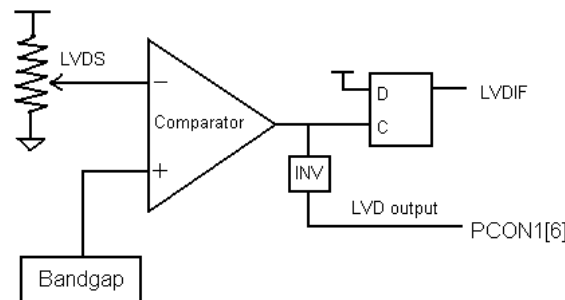 LVDS
−
Comparator
+
D
C
LVDIF
INV
LVD output
PCON1[6]
Bandgap